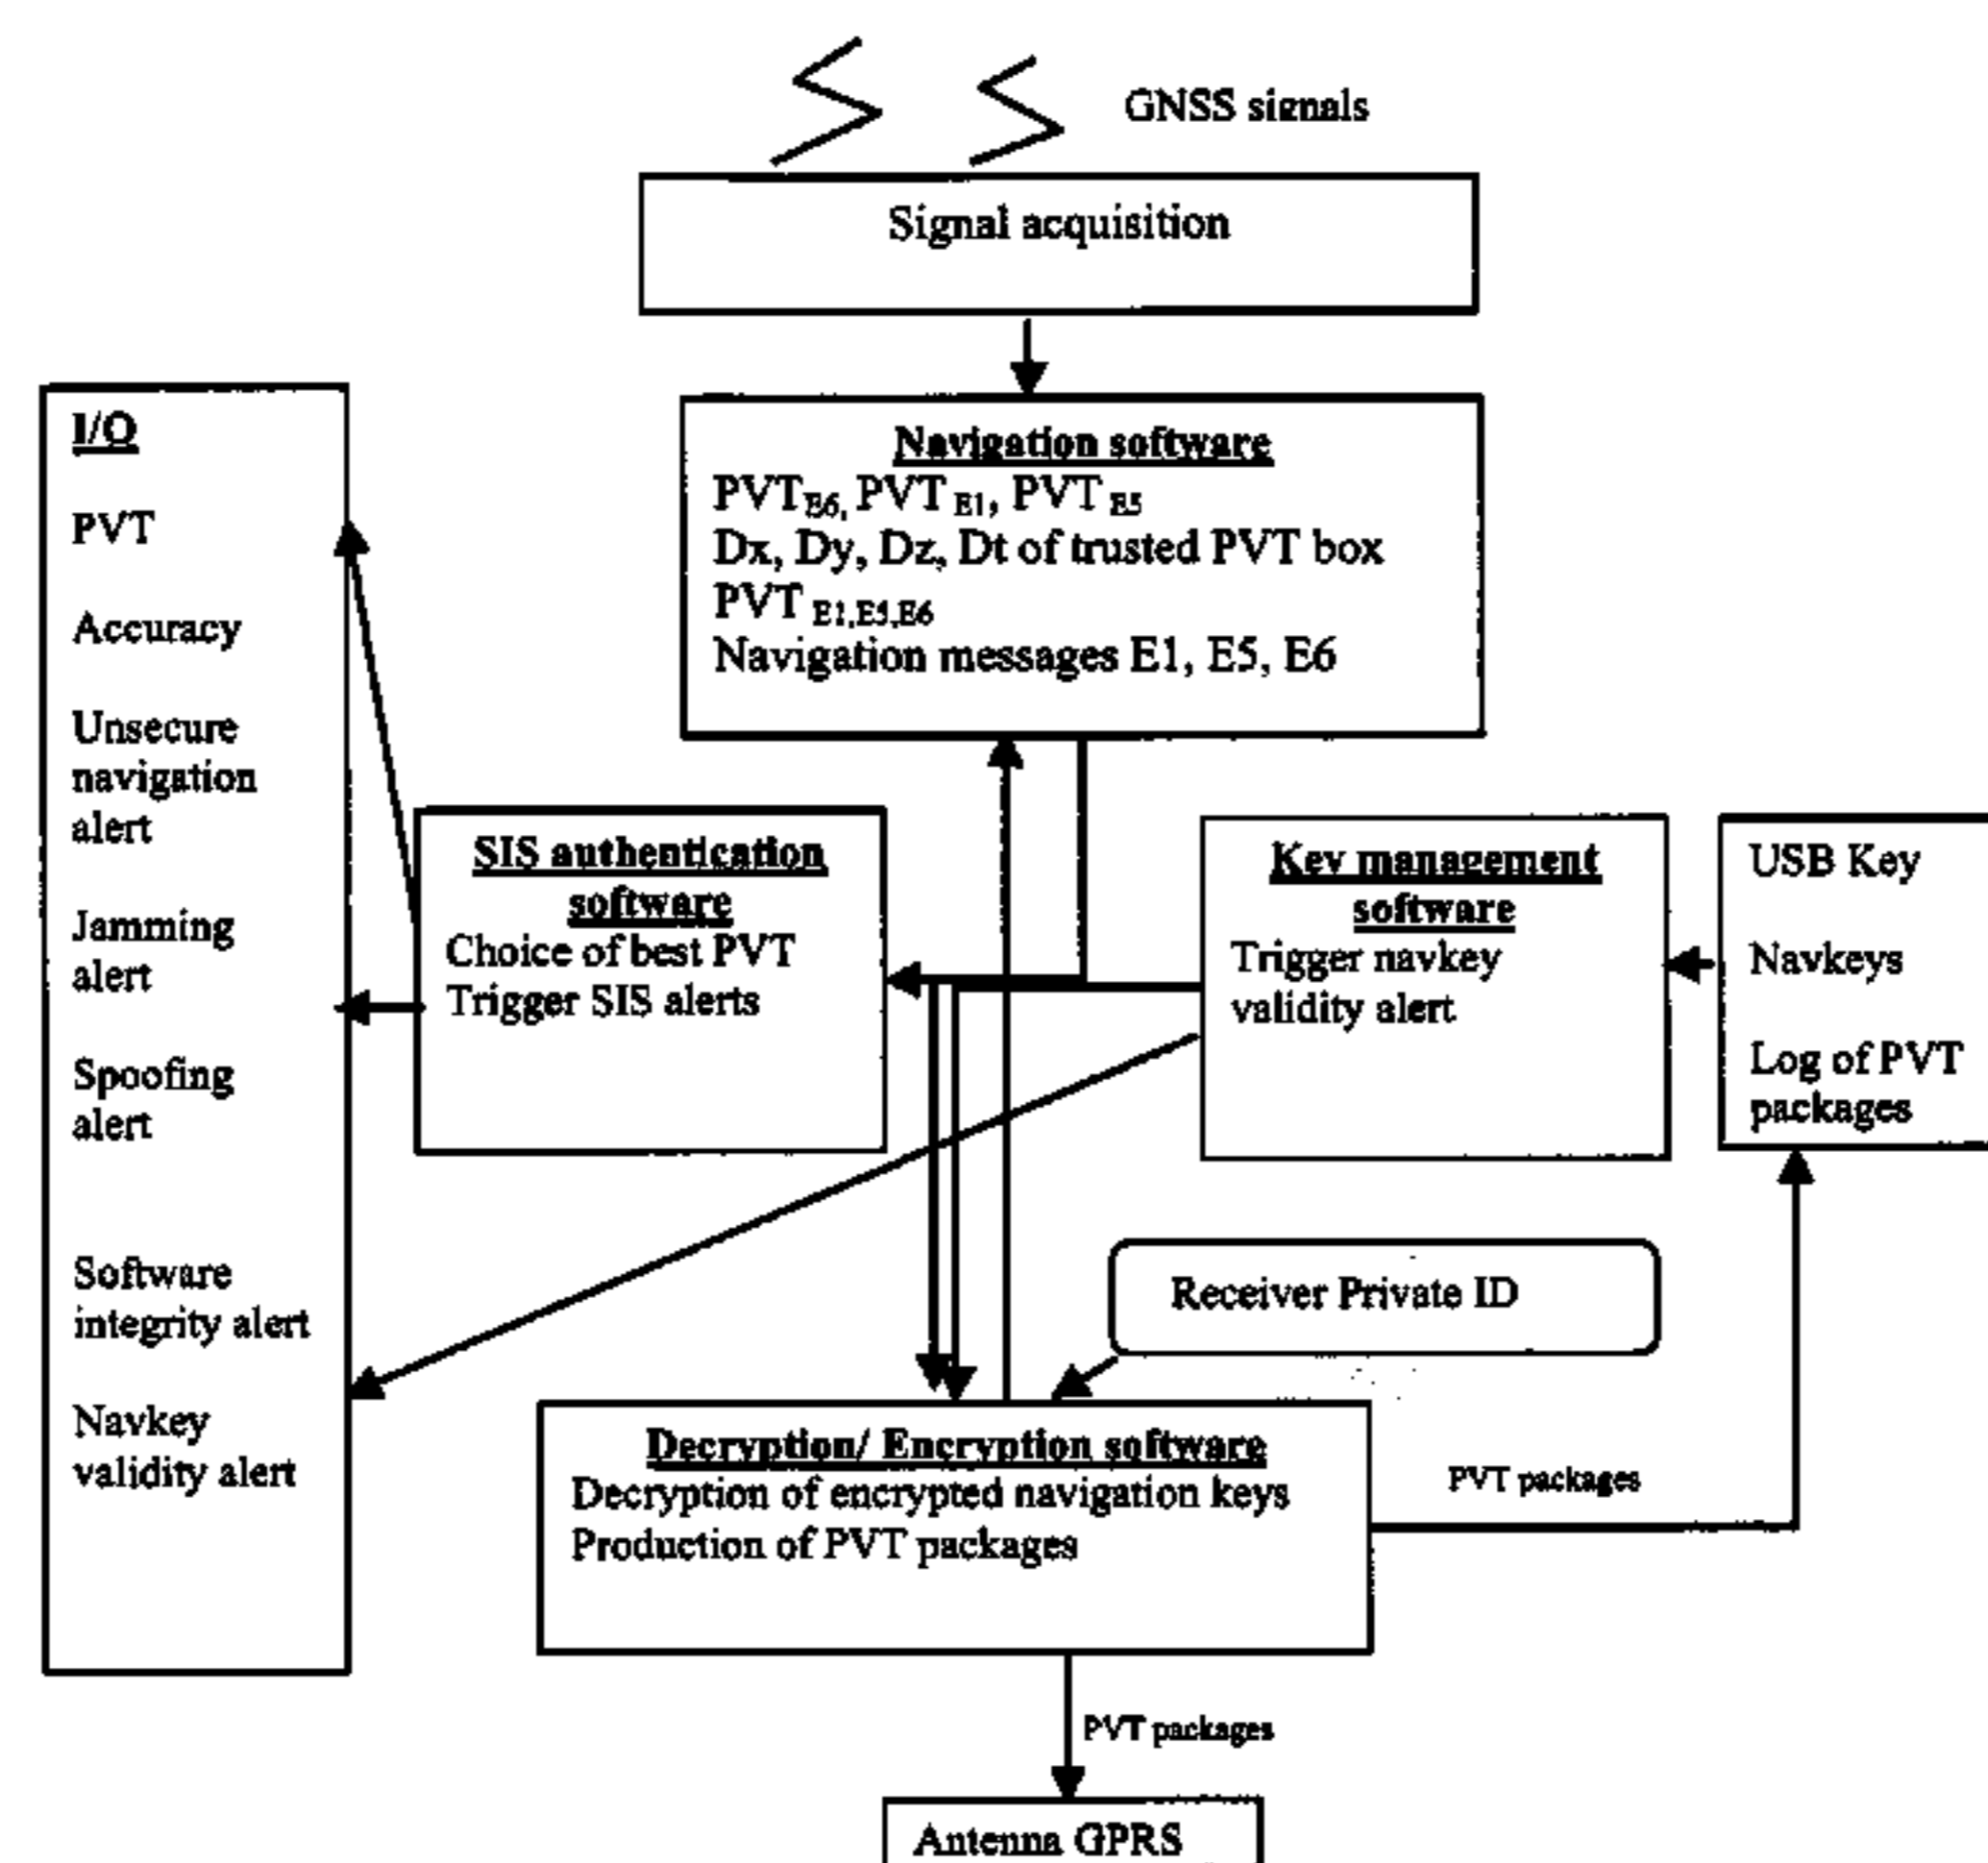 GNSS signals
Signal acquisition
I/O
PVT
Accuracy
Unsecure
navigation
alert
Jamming
alert
Spoofing
alert
Software
integrity alert
Navkey
validity alert
Navigation software
PVT E6, PVT E1, PVT E5
Dx, Dy, Dz, Dt of trusted PVT box
PVT E1,E5,E6
Navigation messages E1, E5, E6
SIS authentication
software
Choice of best PVT
Trigger SIS alerts
Key management
software
Trigger navkey
validity alert
USB Key
Navkeys
Log of PVT
packages
Receiver Private ID
Decryption/ Encryption software
Decryption of encrypted navigation keys
Production of PVT packages
PVT packages
PVT packages
Antenna GPRS